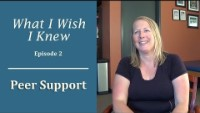 What I Wish
I Knew
Episode 2
Peer Support